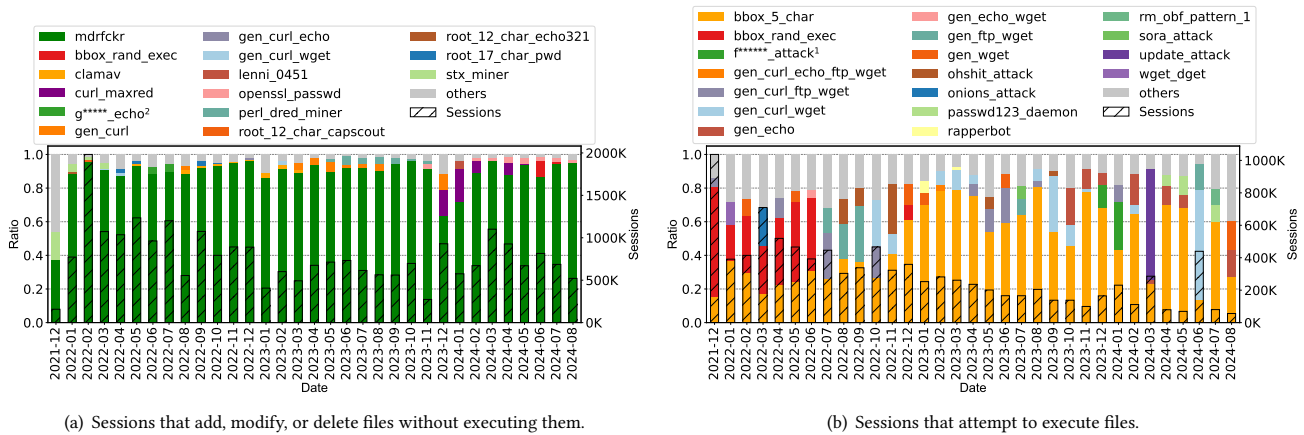 mdrfckr
bbox_rand_exec
clamav
curl_maxred
g*****_echo²
gen_curl
gen_curl_echo
gen_curl_wget
lenni_0451
openssl_passwd
perl_dred_miner
root_12_char_capscout
root_12_char_echo321
root_17_char_pwd
stx_miner
others
Sessions
1.0
0.8
0.6
0.4
0.2
0.0
Ratio
2000K
1500K
1000K
500K
0K
Sessions
2021-12
2022-01
2022-02
2022-03
2022-04
2022-05
2022-06
2022-07
2022-08
2022-09
2022-10
2022-11
2022-12
2023-01
2023-02
2023-03
2023-04
2023-05
2023-06
2023-07
2023-08
2023-09
2023-10
2023-11
2023-12
2024-01
2024-02
2024-03
2024-04
2024-05
2024-06
2024-07
2024-08
Date
(a) Sessions that add, modify, or delete files without executing them.
bbox_5_char
bbox_rand_exec
f******_attack¹
gen_curl_echo_ftp_wget
gen_curl_ftp_wget
gen_curl_wget
gen_echo
gen_echo_wget
gen_ftp_wget
gen_wget
ohshit_attack
onions_attack
passwd123_daemon
rapperbot
rm_obf_pattern_1
sora_attack
update_attack
wget_dget
others
Sessions
1.0
0.8
0.6
0.4
0.2
0.0
Ratio
1000K
800K
600K
400K
200K
0K
Sessions
2021-12
2022-01
2022-02
2022-03
2022-04
2022-05
2022-06
2022-07
2022-08
2022-09
2022-10
2022-11
2022-12
2023-01
2023-02
2023-03
2023-04
2023-05
2023-06
2023-07
2023-08
2023-09
2023-10
2023-11
2023-12
2024-01
2024-02
2024-03
2024-04
2024-05
2024-06
2024-07
2024-08
Date
(b) Sessions that attempt to execute files.